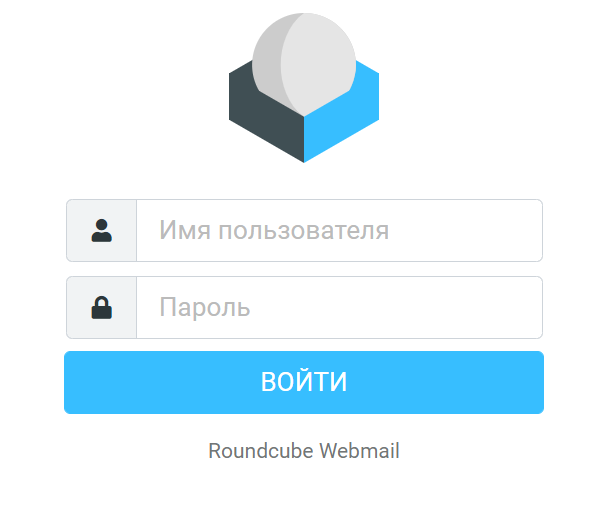 Имя пользователя
Пароль
ВОЙТИ
Roundcube Webmail